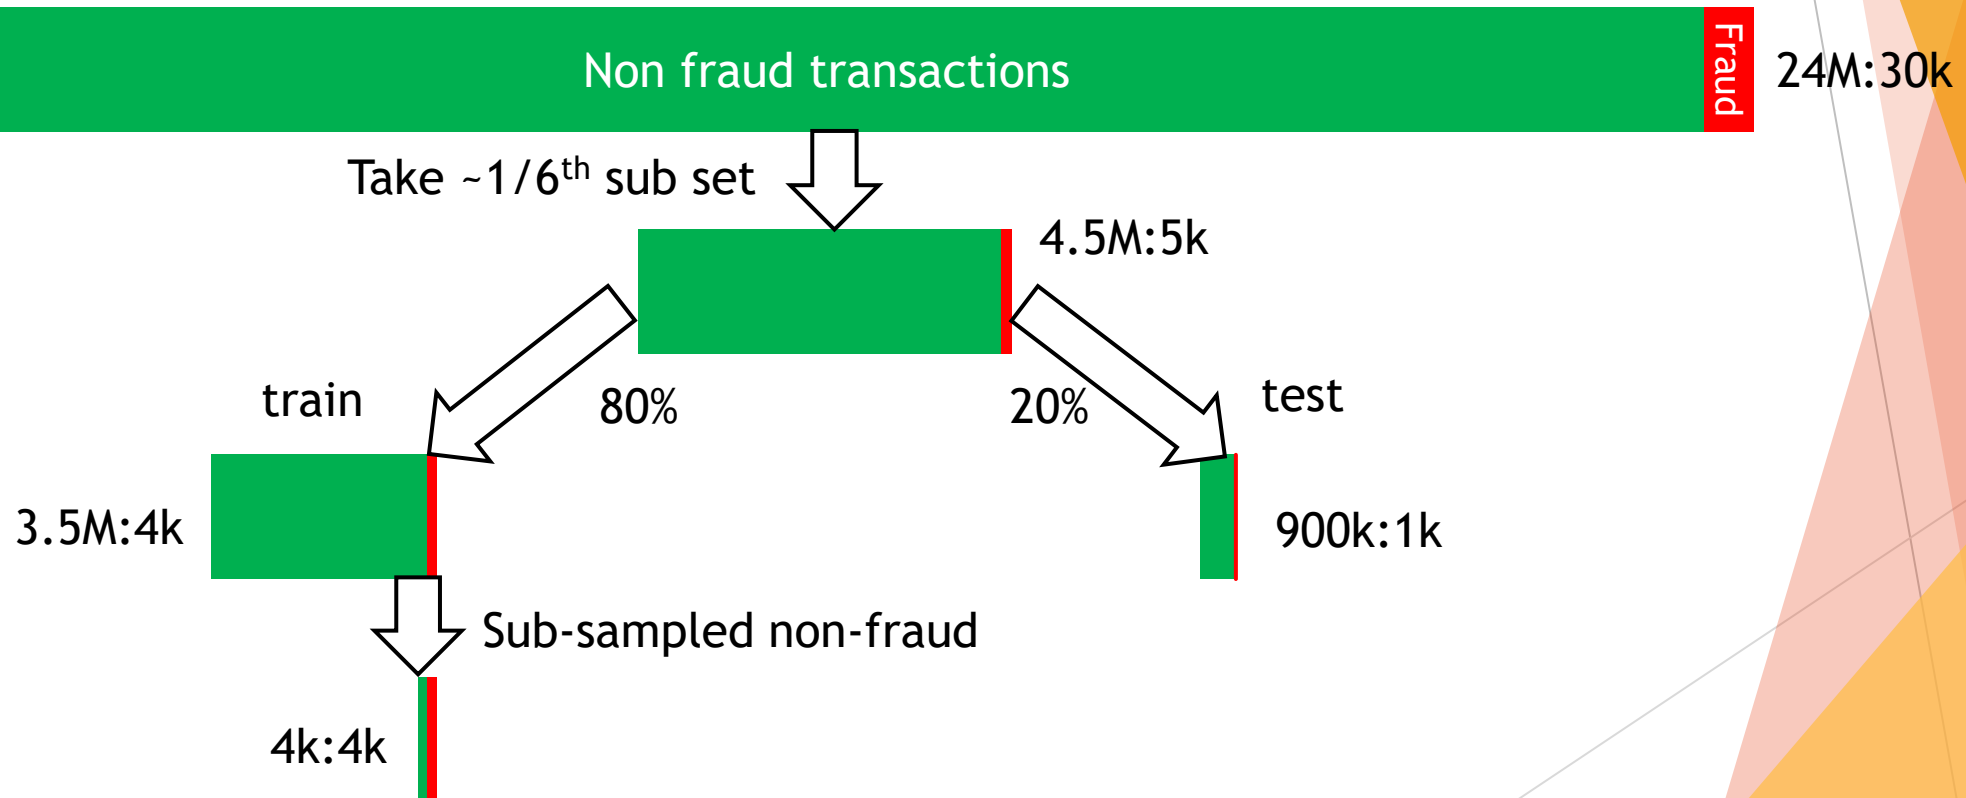 Non fraud transactions
Fraud
24M:30k
Take ~1/6th sub set
4.5M:5k
train
80%
20%
test
3.5M:4k
900k:1k
Sub-sampled non-fraud
4k:4k